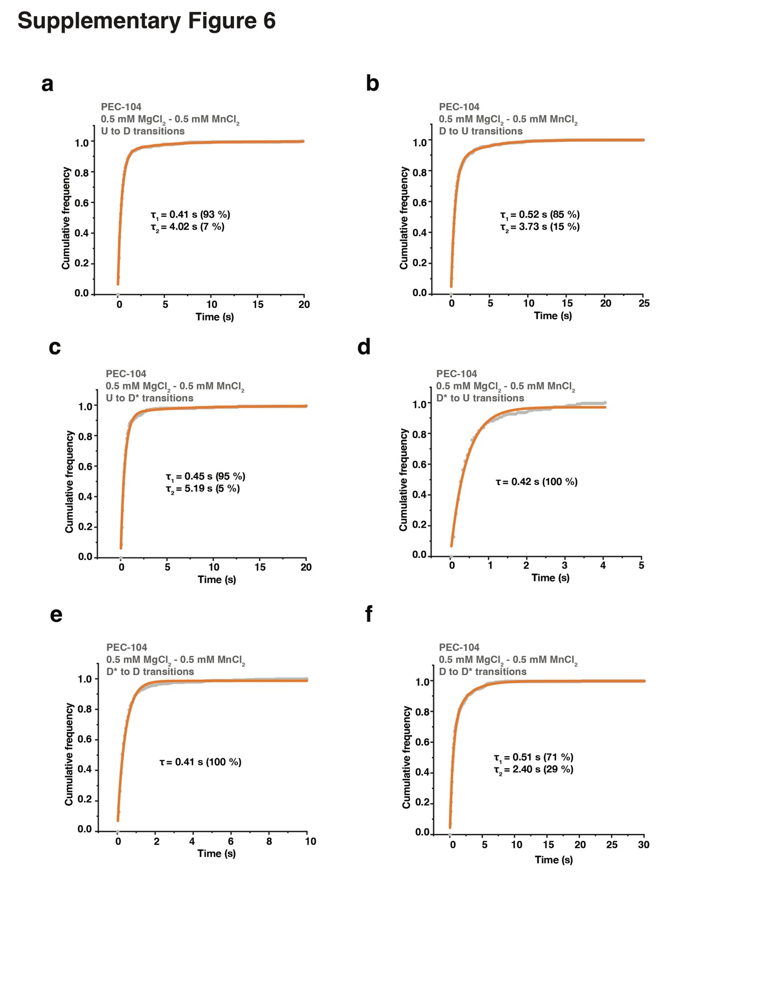 Supplementary Figure 6
a
PEC-104
0.5 mM MgCl2 - 0.5 mM MnCl2
U to D transitions
Cumulative frequency
1.0
0.8
0.6
0.4
0.2
0.0
τ1 = 0.41 s (93 %)
τ2 = 4.02 s (7 %)
0 5 10 15 20
Time (s)
b
PEC-104
0.5 mM MgCl2 - 0.5 mM MnCl2
D to U transitions
Cumulative frequency
1.0
0.8
0.6
0.4
0.2
0.0
τ1 = 0.52 s (85 %)
τ2 = 3.73 s (15 %)
0 5 10 15 20 25
Time (s)
c
PEC-104
0.5 mM MgCl2 - 0.5 mM MnCl2
U to D* transitions
Cumulative frequency
1.0
0.8
0.6
0.4
0.2
0.0
τ1 = 0.45 s (95 %)
τ2 = 5.19 s (5 %)
0 5 10 15 20
Time (s)
d
PEC-104
0.5 mM MgCl2 - 0.5 mM MnCl2
D* to U transitions
Cumulative frequency
1.0
0.8
0.6
0.4
0.2
0.0
τ = 0.42 s (100 %)
0 1 2 3 4 5
Time (s)
e
PEC-104
0.5 mM MgCl2 - 0.5 mM MnCl2
D* to D transitions
Cumulative frequency
1.0
0.8
0.6
0.4
0.2
0.0
τ = 0.41 s (100 %)
0 2 4 6 8 10
Time (s)
f
PEC-104
0.5 mM MgCl2 - 0.5 mM MnCl2
D to D* transitions
Cumulative frequency
1.0
0.8
0.6
0.4
0.2
0.0
τ1 = 0.51 s (71 %)
τ2 = 2.40 s (29 %)
0 5 10 15 20 25 30
Time (s)